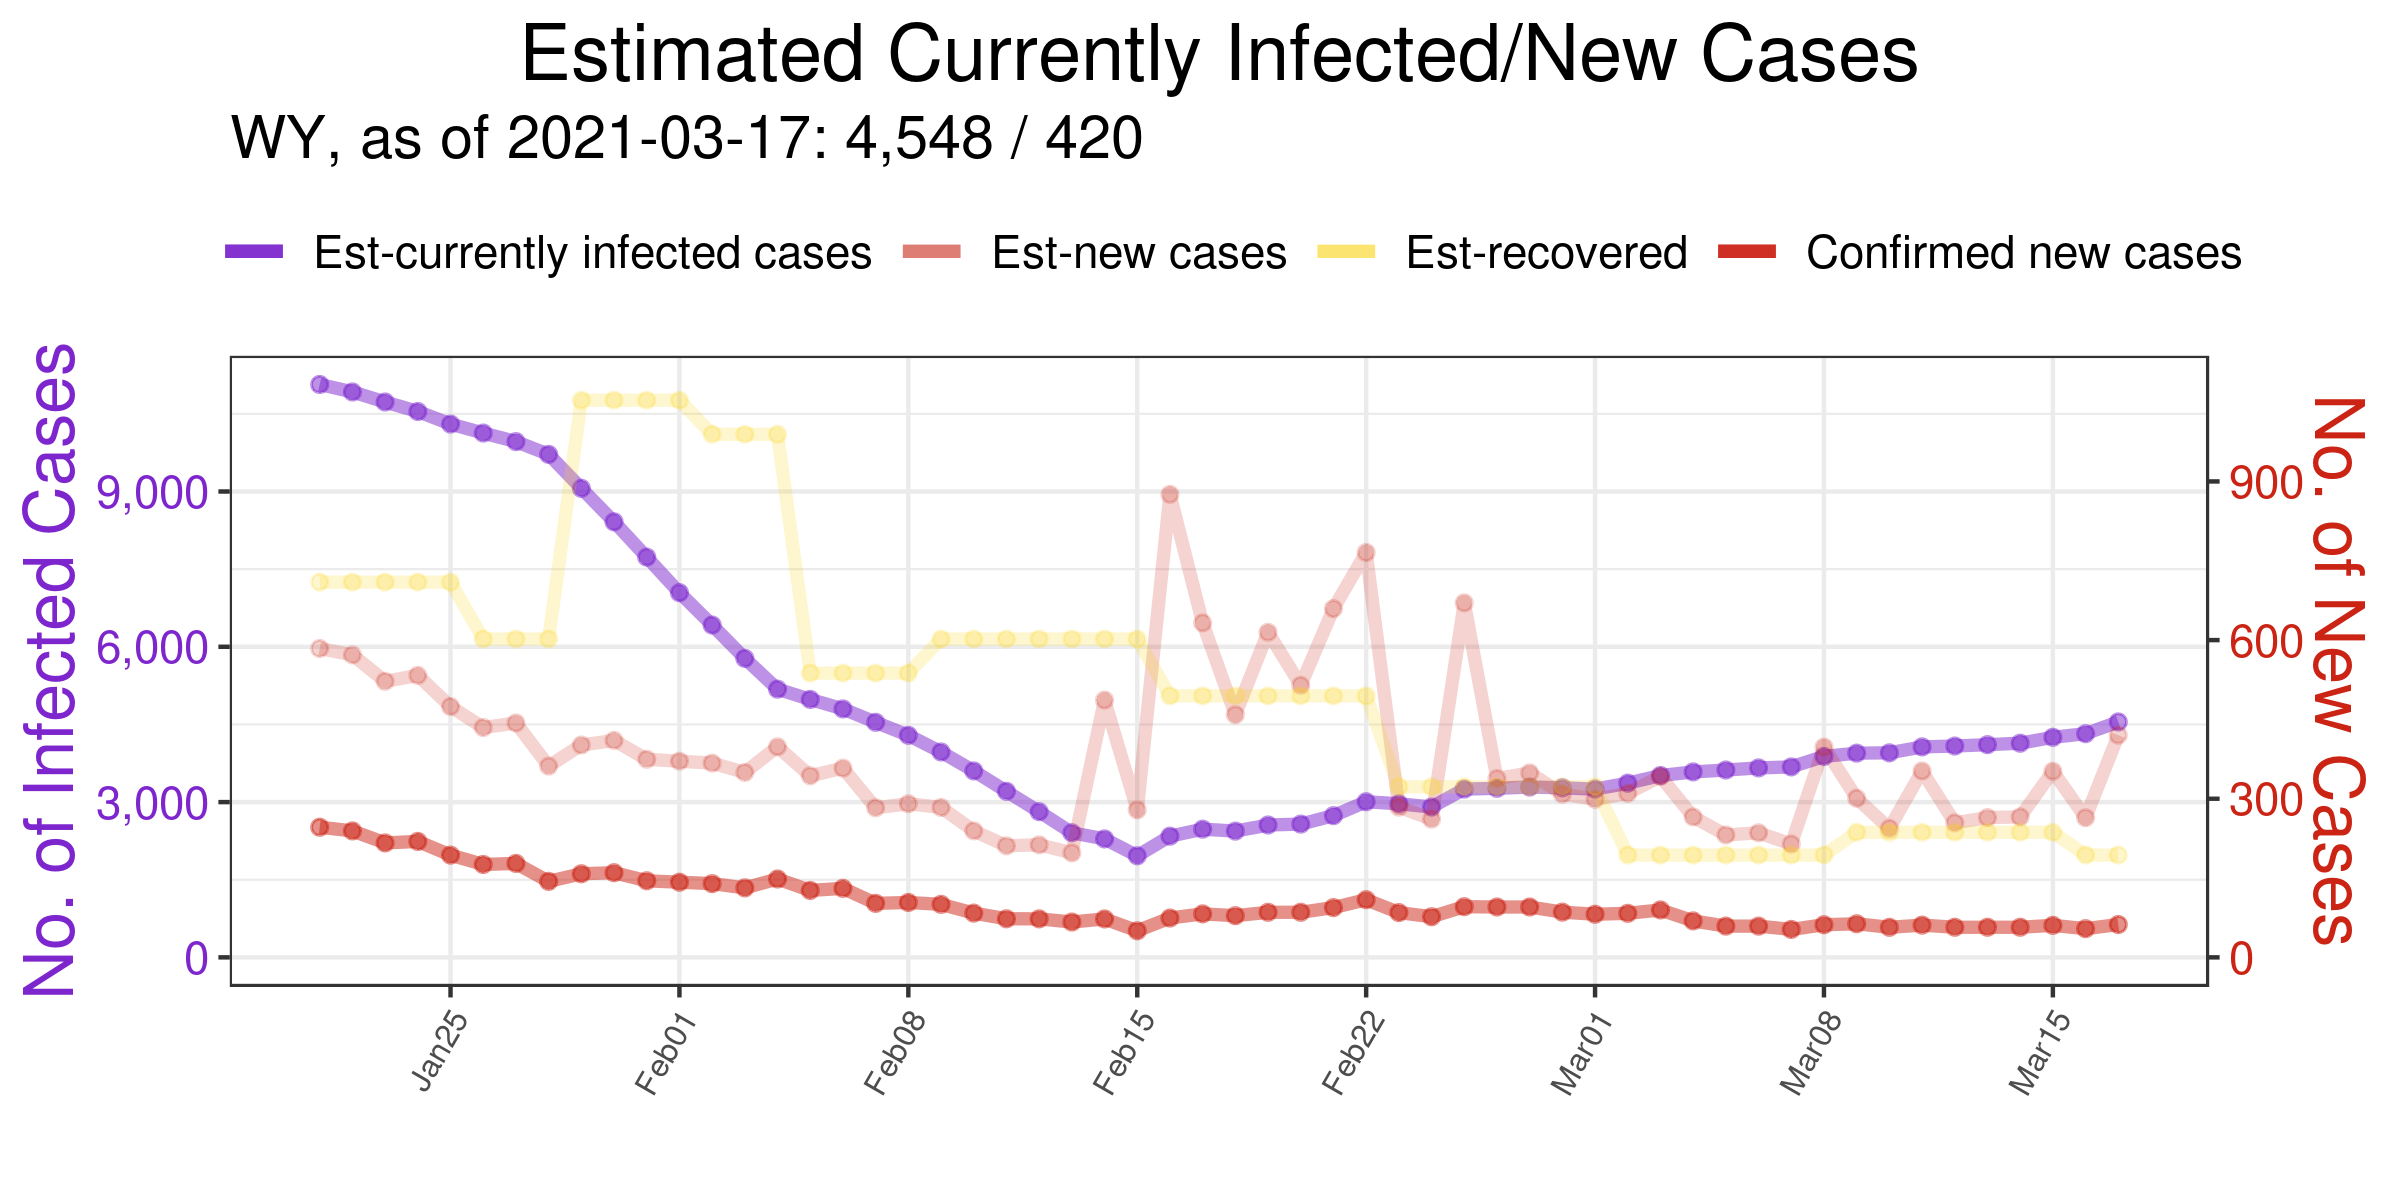 Estimated Currently Infected/New Cases
WY, as of 2021-03-17: 4,548 / 420
Est-currently infected cases
Est-new cases
Est-recovered
Confirmed new cases
No. of Infected Cases
9,000
6,000
3,000
0
900
600
300
0
No. of New Cases
Jan25
Feb01
Feb08
Feb15
Feb22
Mar01
Mar08
Mar15